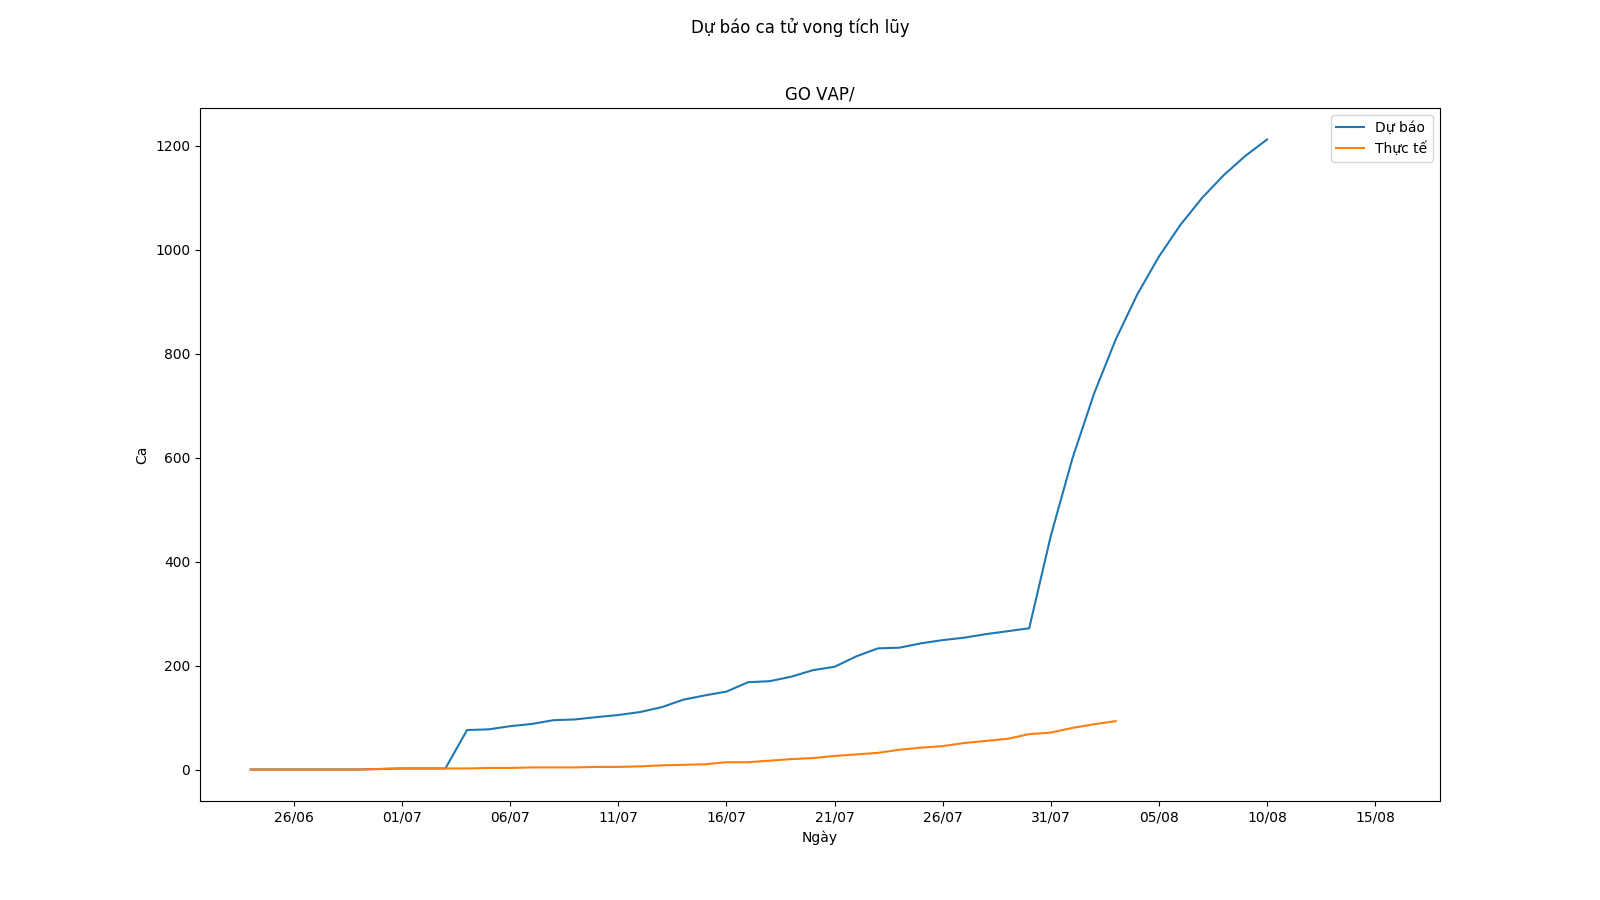 Dự báo ca tử vong tích lũy
GO VAP/
Dự báo
Thực tế
1200
1000
800
600
400
200
0
Ca
26/06 01/07 06/07 11/07 16/07 21/07 26/07 31/07 05/08 10/08 15/08
Ngày